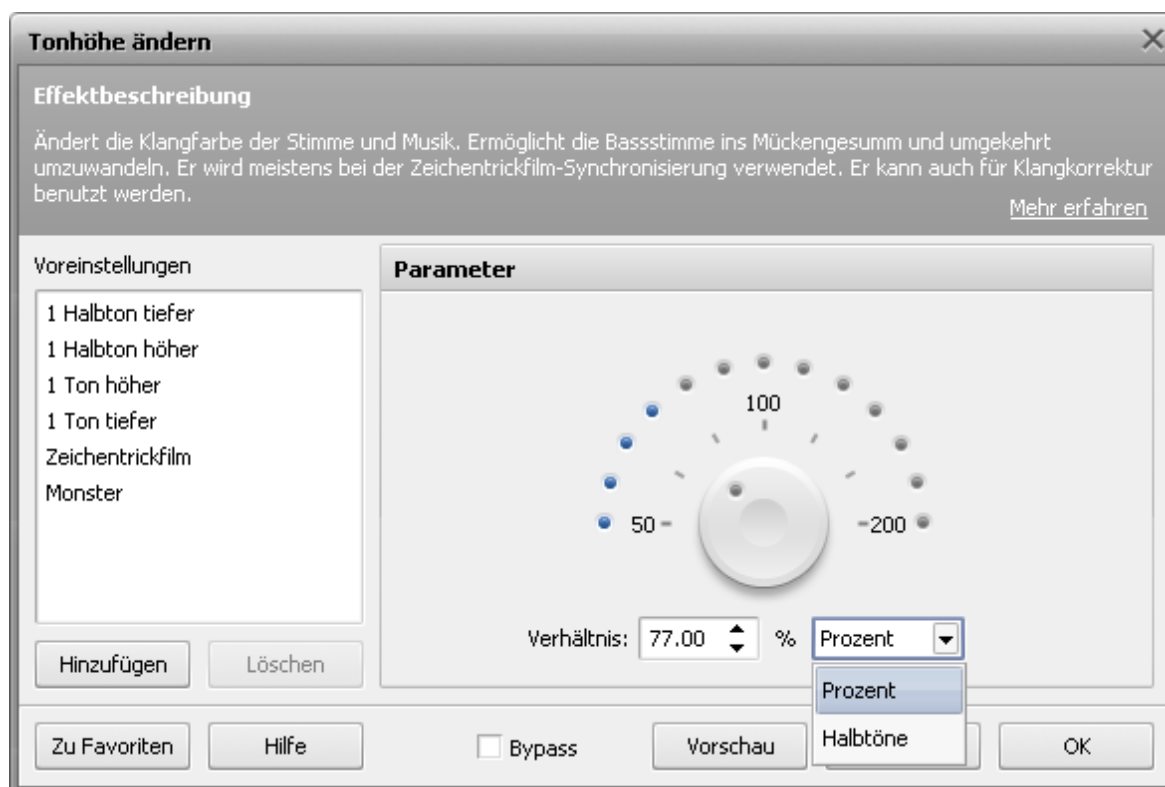 Tonhöhe ändern
Effektbeschreibung
Ändert die Klangfarbe der Stimme und Musik. Ermöglicht die Bassstimme ins Mückengesumm und umgekehrt
umzuwandeln. Er wird meistens bei der Zeichentrickfilm-Synchronisierung verwendet. Er kann auch für Klangkorrektur
benutzt werden.
Mehr erfahren
Voreinstellungen
1 Halbton tiefer
1 Halbton höher
1 Ton höher
1 Ton tiefer
Zeichentrickfilm
Monster
Hinzufügen Löschen
Parameter
100
50 200
Verhältnis: 77.00 % Prozent
Prozent
Halbtöne
Zu Favoriten Hilfe Bypass Vorschau OK